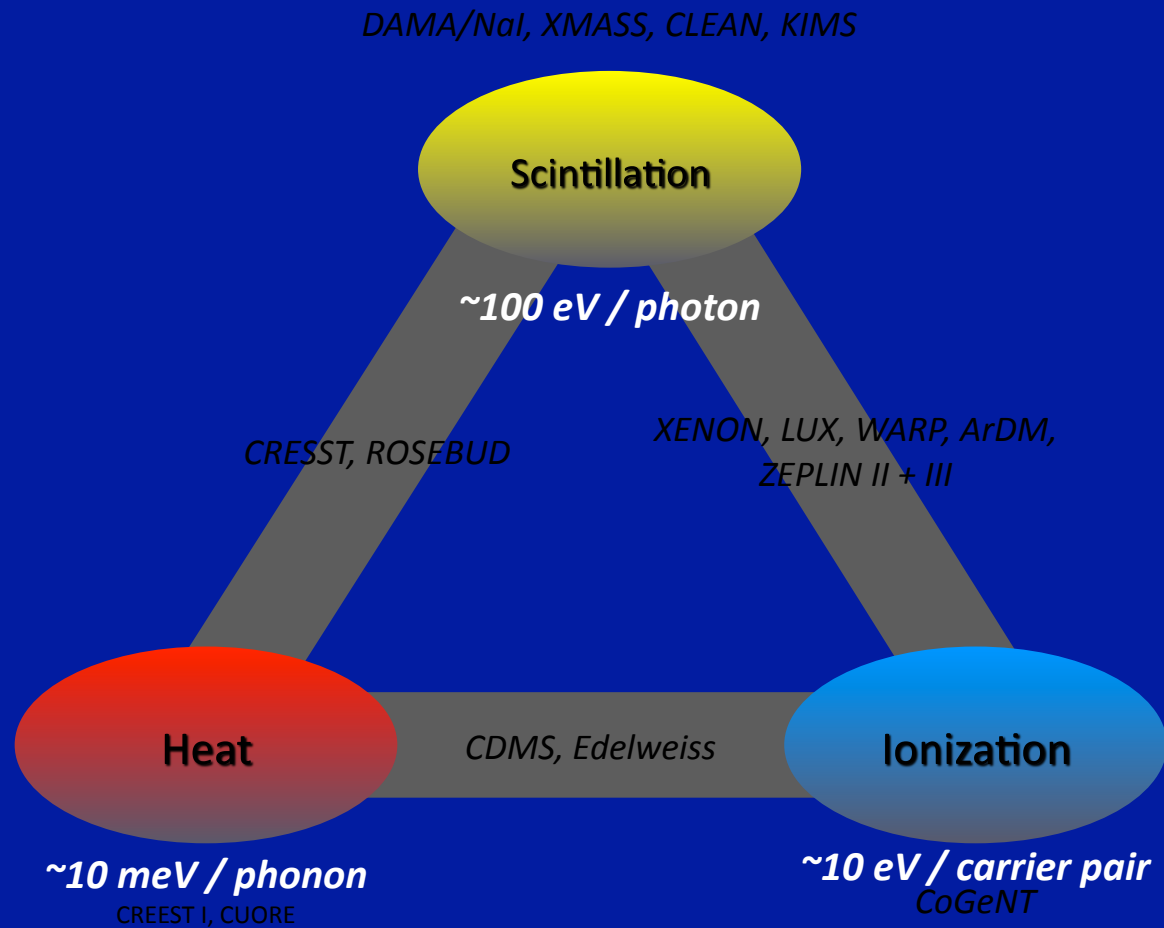 DAMA/NaI, XMASS, CLEAN, KIMS
Scintillation
~100 eV / photon
CRESST, ROSEBUD
XENON, LUX, WARP, ArDM,
ZEPLIN II + III
Heat
CDMS, Edelweiss
Ionization
~10 meV / phonon
CREEST I, CUORE
~10 eV / carrier pair
CoGeNT